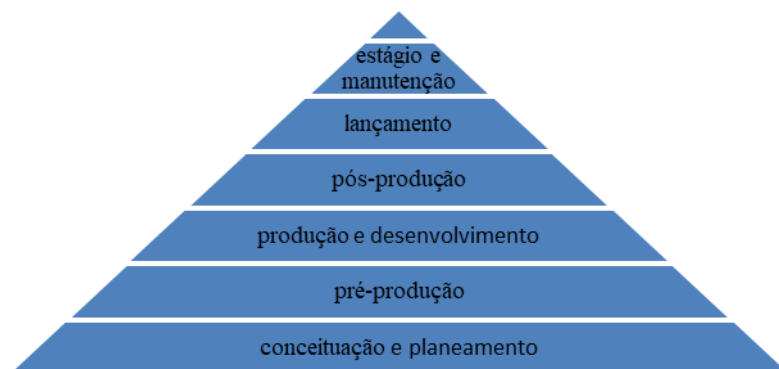 estágio e
manutenção
lançamento
pós-produção
produção e desenvolvimento
pré-produção
conceituação e planeamento